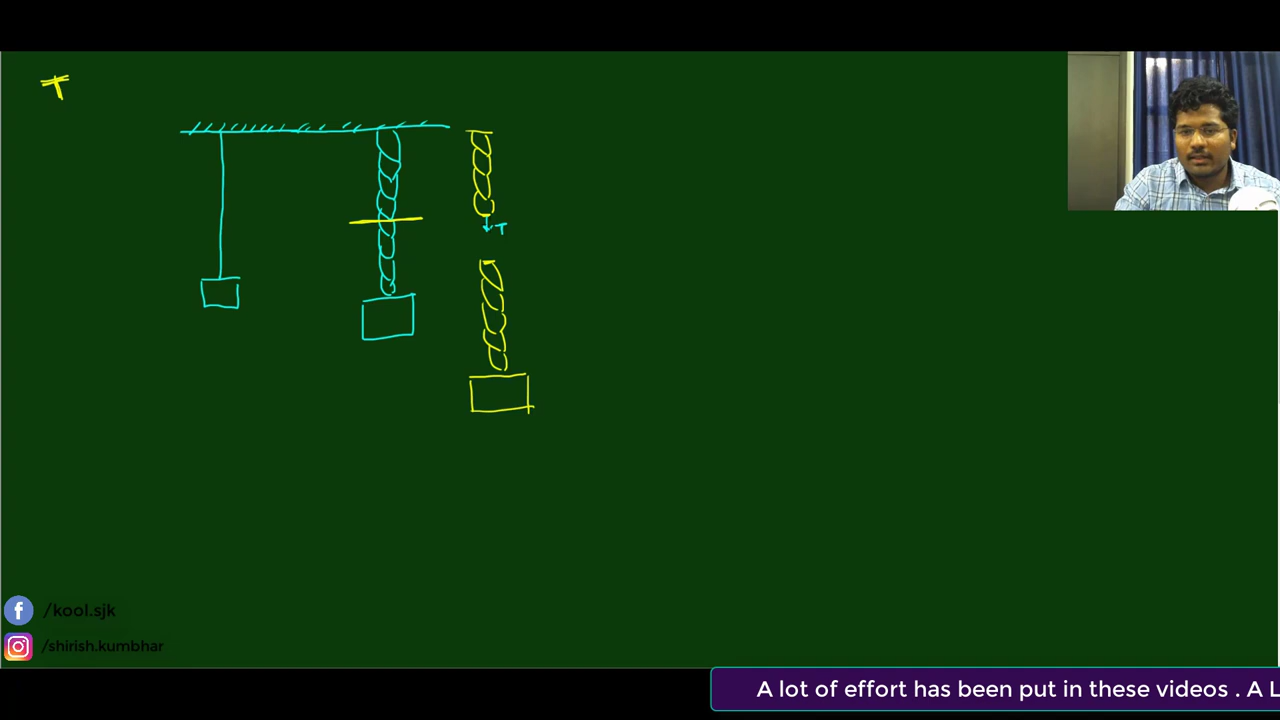 T
T
/kool.sjk
/shirish.kumbhar
A lot of effort has been put in these videos . A L